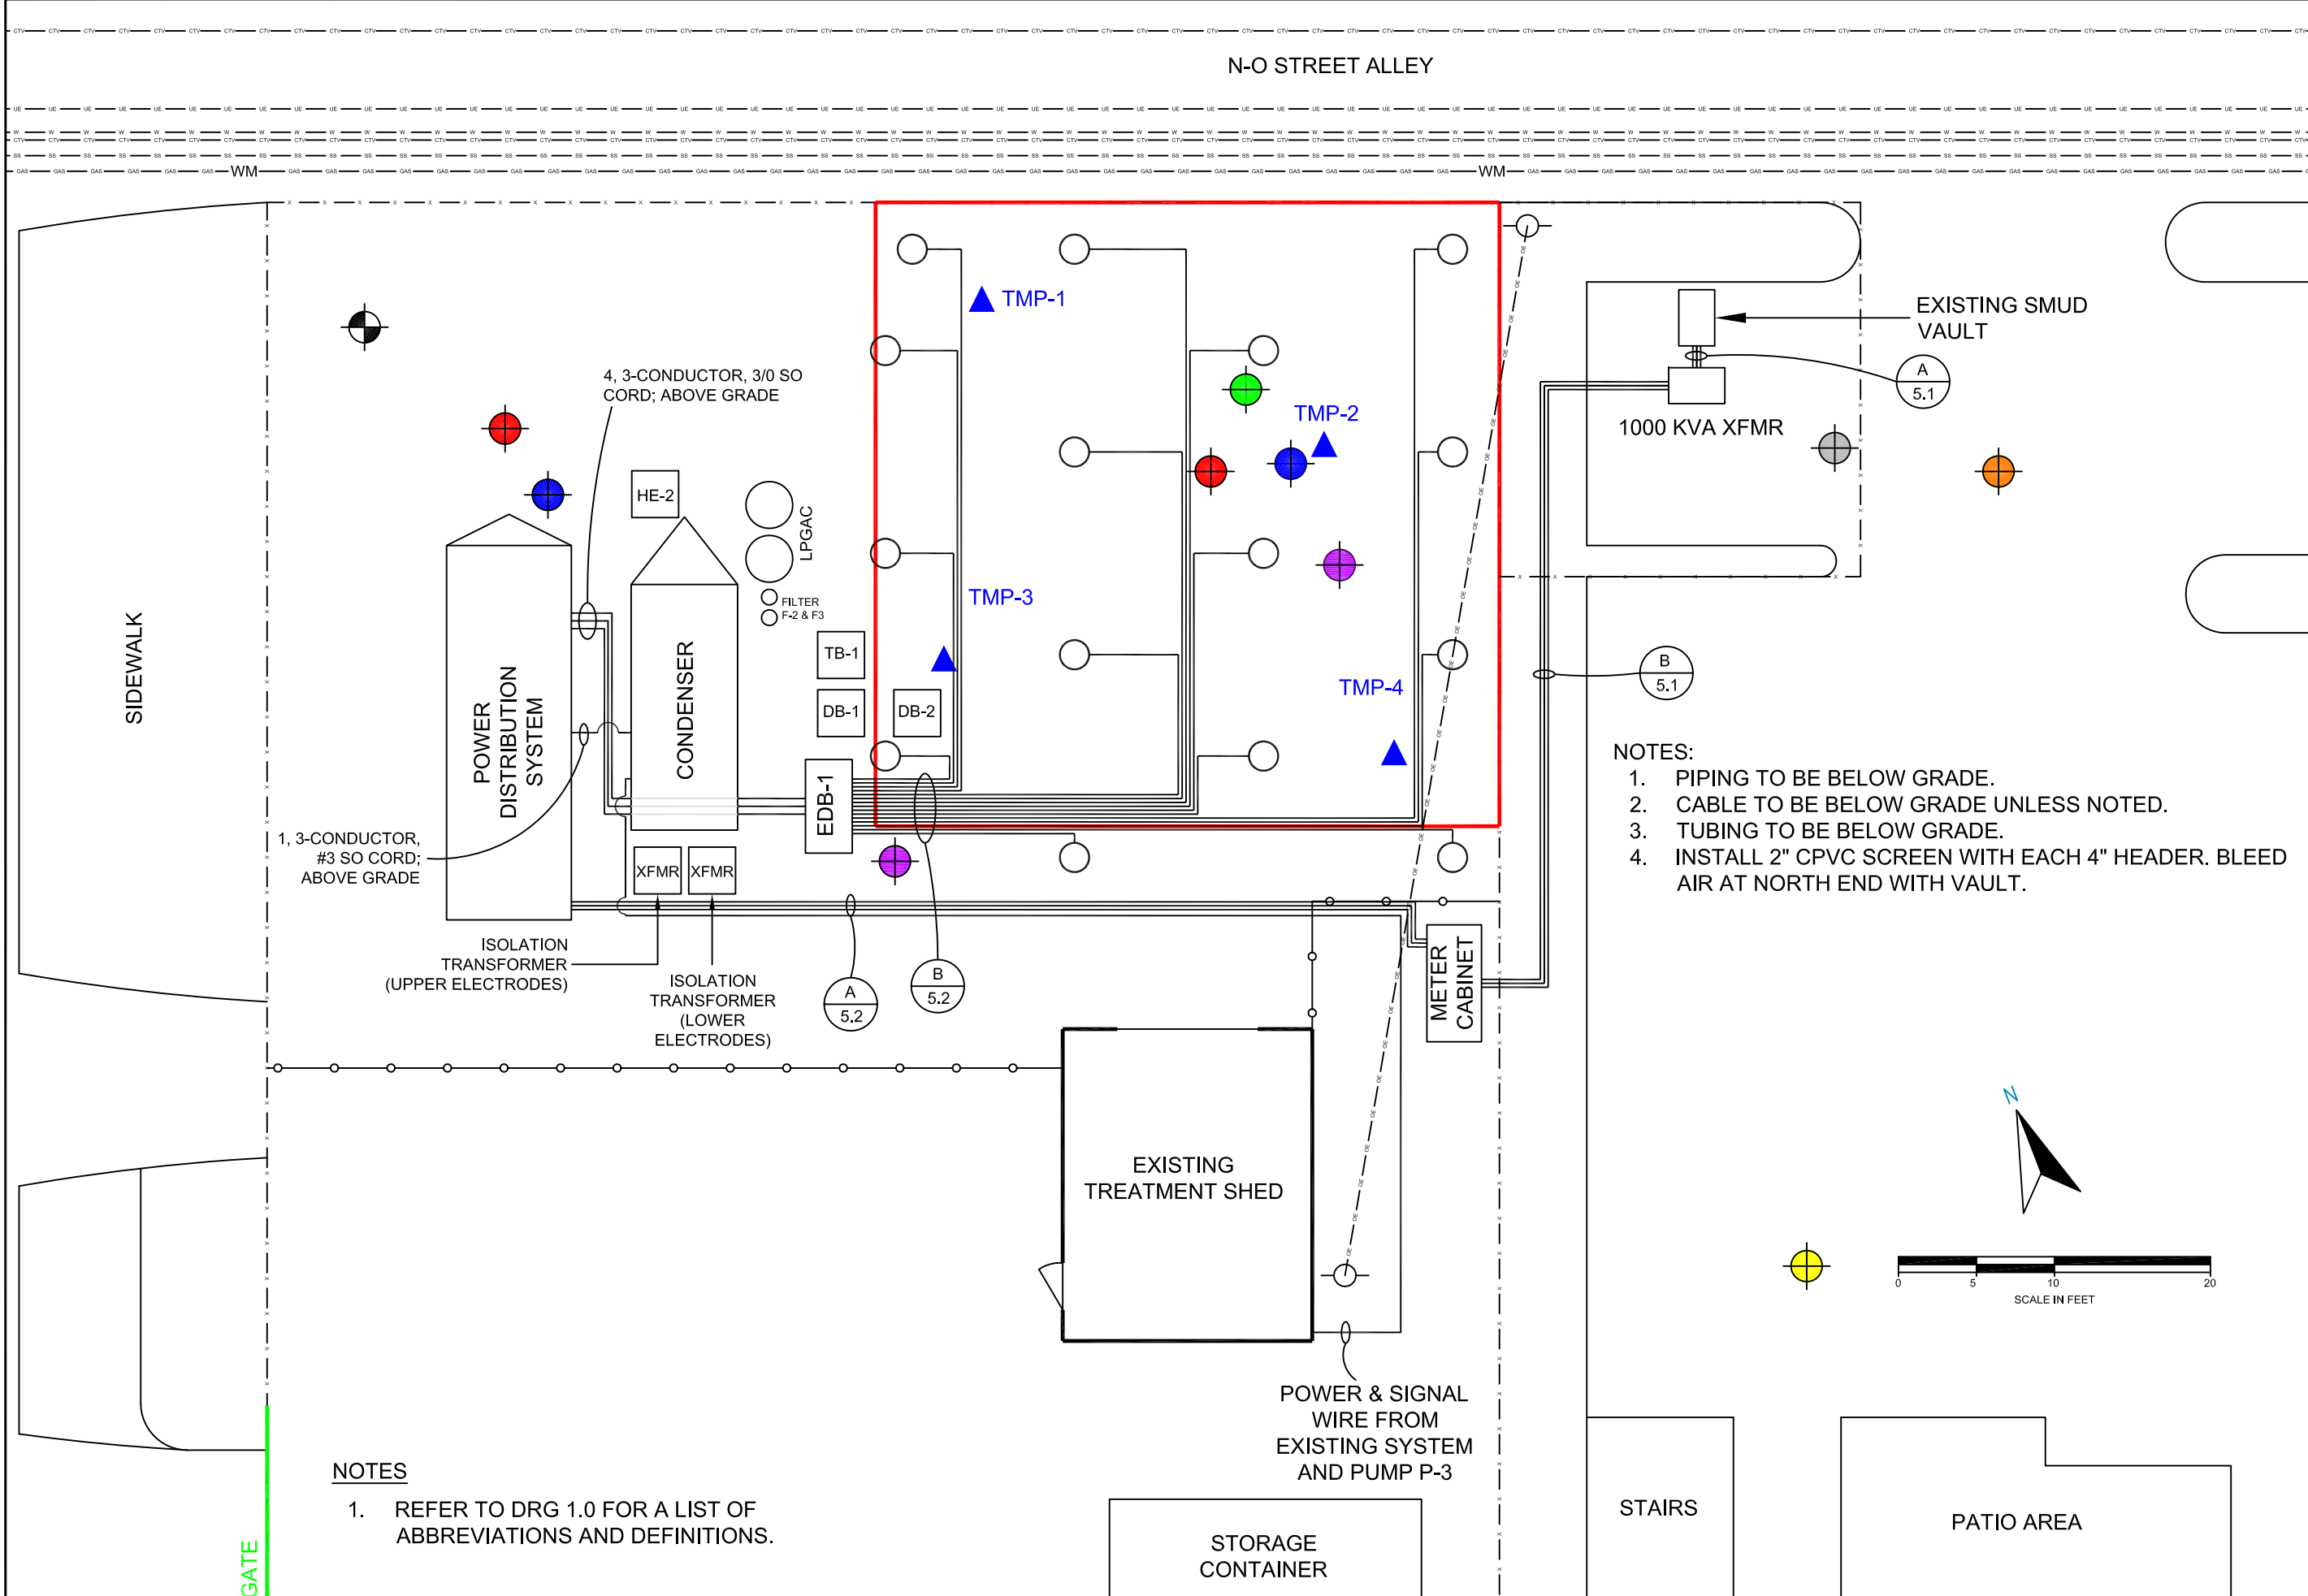 N-O STREET ALLEY
WM
WM
TMP-1
EXISTING SMUD
VAULT
A
5.1
4, 3-CONDUCTOR, 3/0 SO
CORD; ABOVE GRADE
TMP-2
1000 KVA XFMR
HE-2
LPGAC
FILTER
F-2 & F3
TMP-3
SIDEWALK
TB-1
CONDENSER
POWER
DISTRIBUTION
SYSTEM
DB-1
DB-2
TMP-4
B
5.1
EDB-1
NOTES:
1. PIPING TO BE BELOW GRADE.
2. CABLE TO BE BELOW GRADE UNLESS NOTED.
3. TUBING TO BE BELOW GRADE.
4. INSTALL 2" CPVC SCREEN WITH EACH 4" HEADER. BLEED
AIR AT NORTH END WITH VAULT.
1, 3-CONDUCTOR,
#3 SO CORD;
ABOVE GRADE
XFMR
XFMR
ISOLATION
TRANSFORMER
(UPPER ELECTRODES)
ISOLATION
TRANSFORMER
(LOWER
ELECTRODES)
A
5.2
B
5.2
METER
CABINET
EXISTING
TREATMENT SHED
N
0 5 10 20
SCALE IN FEET
POWER & SIGNAL
WIRE FROM
EXISTING SYSTEM
AND PUMP P-3
NOTES
1. REFER TO DRG 1.0 FOR A LIST OF
ABBREVIATIONS AND DEFINITIONS.
GATE
STORAGE
CONTAINER
STAIRS
PATIO AREA